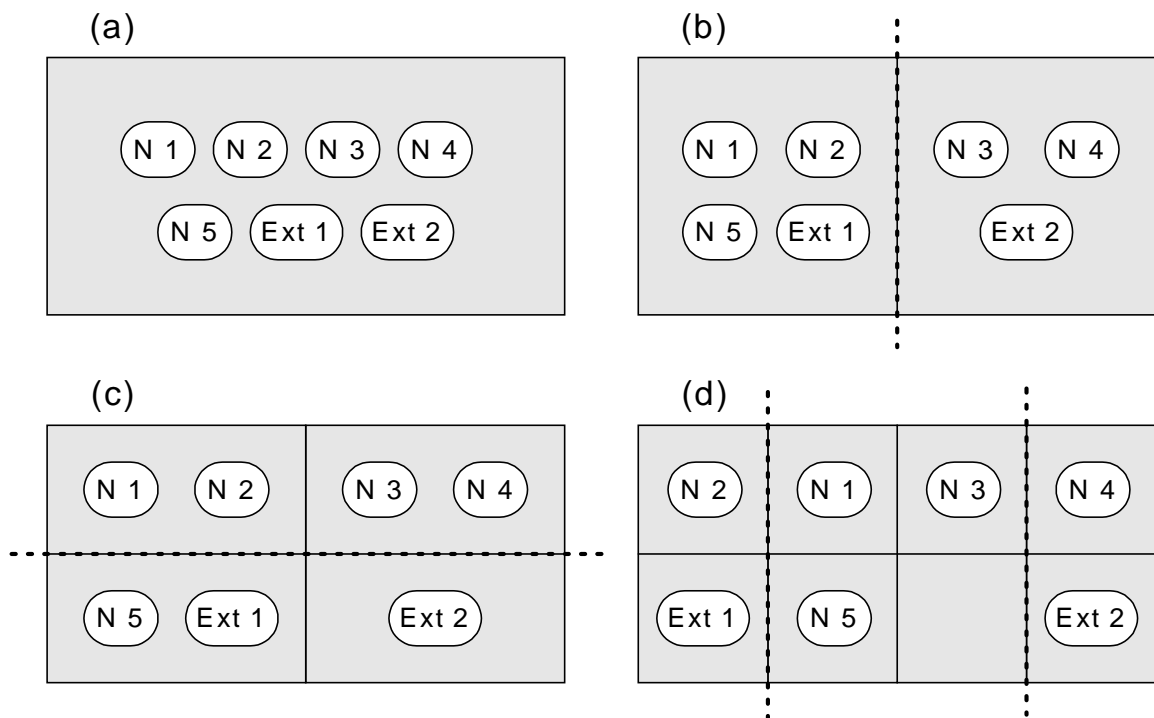 (a)
N 1 N 2 N 3 N 4
N 5 Ext 1 Ext 2
(b)
N 1 N 2 N 3 N 4
N 5 Ext 1 Ext 2
(c)
N 1 N 2 N 3 N 4
N 5 Ext 1 Ext 2
(d)
N 2 N 1 N 3 N 4
Ext 1 N 5 Ext 2